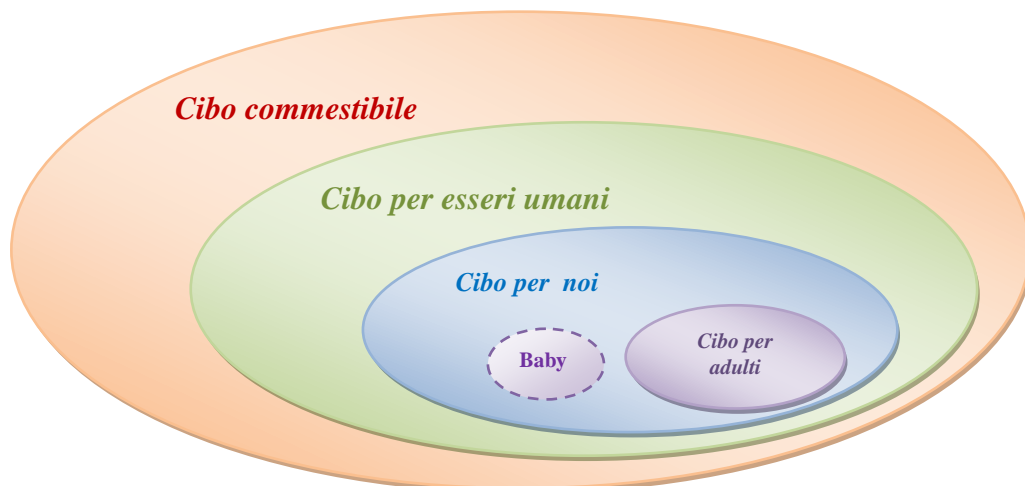 Cibo commestibile
Cibo per esseri umani
Cibo per noi
Baby
Cibo per
adulti